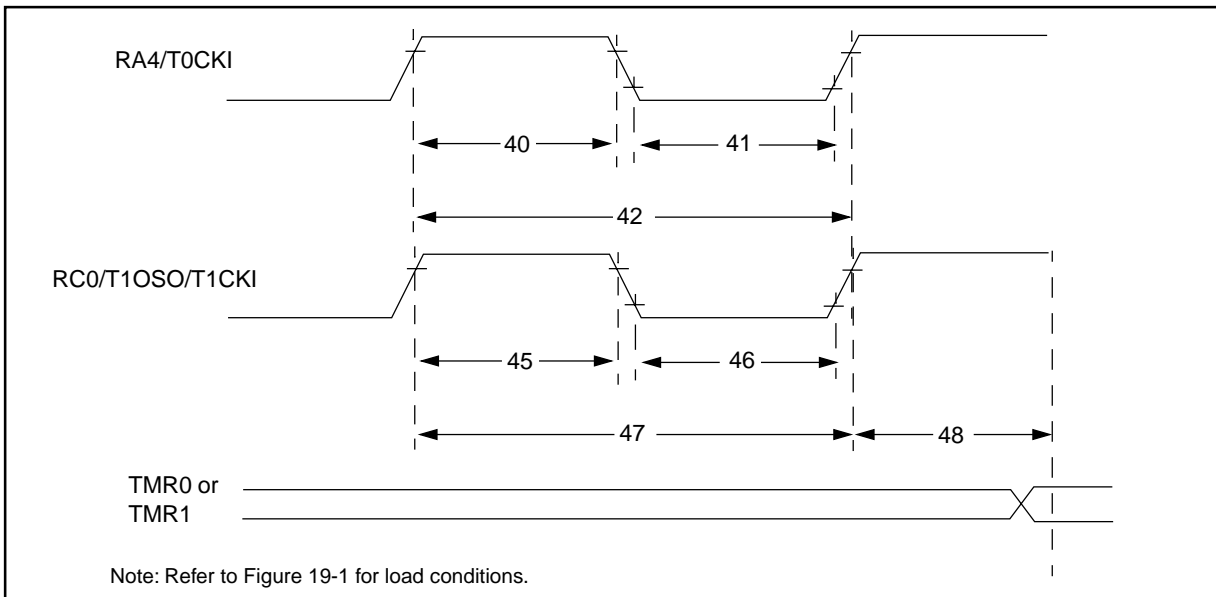 RA4/T0CKI
40
41
42
RC0/T1OSO/T1CKI
45
46
47
48
TMR0 or
TMR1
Note: Refer to Figure 19-1 for load conditions.